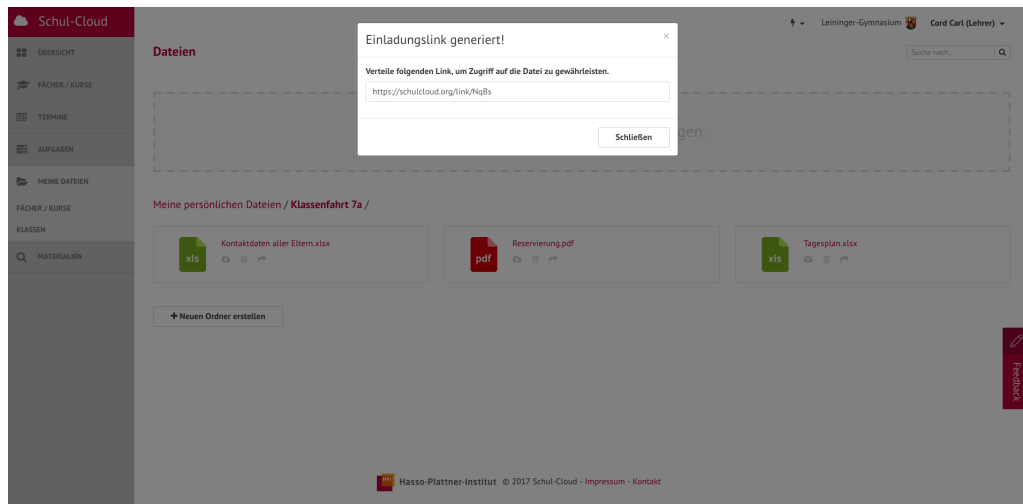 Schul-Cloud
Leininger-Gymnasium
Cord Carl (Lehrer)
ÜBERSICHT
FÄCHER / KURSE
TERMINE
AUFGABEN
MEINE DATEIEN
FÄCHER / KURSE
KLASSEN
MATERIALIEN
Dateien
Suche nach...
Einladungslink generiert!
×
Verteile folgenden Link, um Zugriff auf die Datei zu gewährleisten.
https://schulcloud.org/link/NqBs
Schließen
gen.
Meine persönlichen Dateien / Klassenfahrt 7a /
xls
Kontaktdaten aller Eltern.xlsx
pdf
Reservierung.pdf
xls
Tagesplan.xlsx
+ Neuen Ordner erstellen
Feedback
HPI Hasso-Plattner-Institut © 2017 Schul-Cloud - Impressum - Kontakt